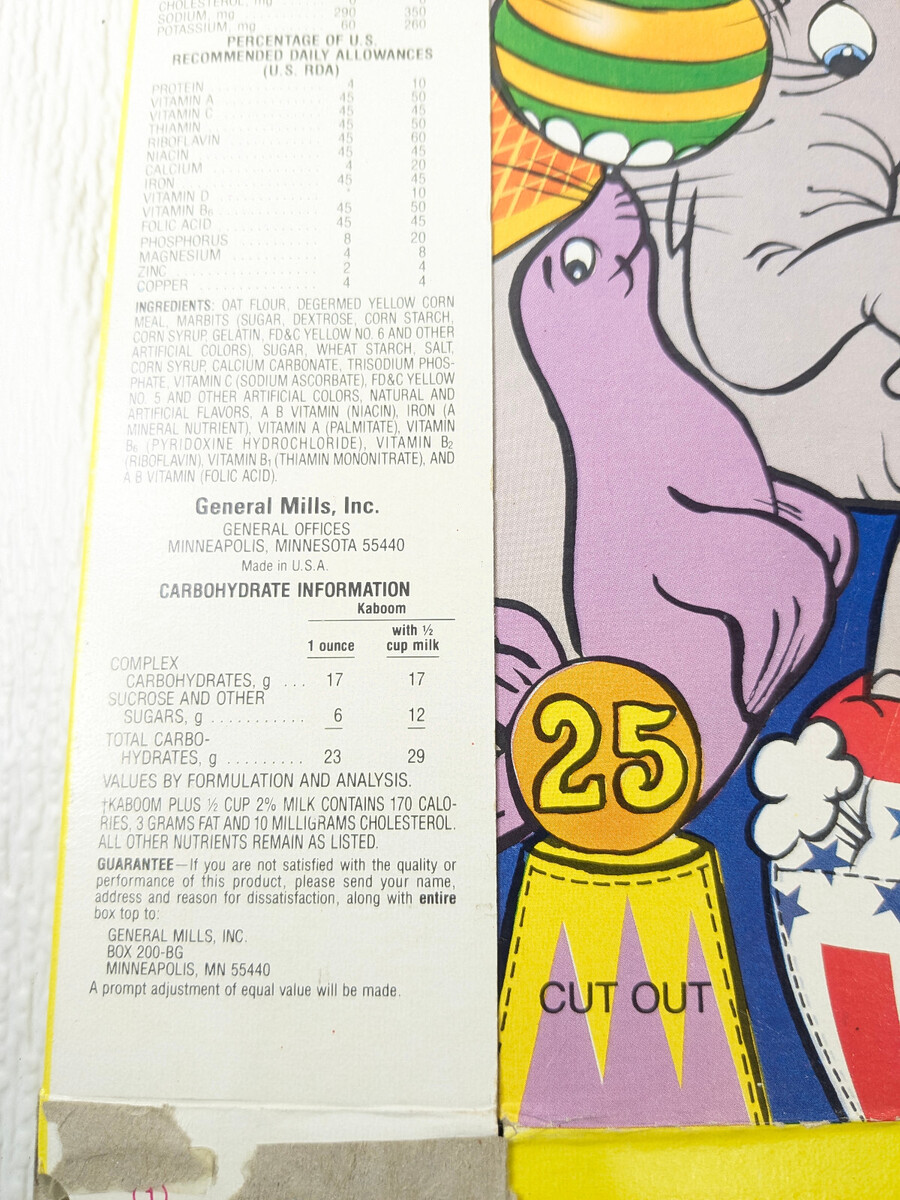 CHOLESTEROL, mg 0 0
SODIUM, mg 290 350
POTASSIUM, mg 60 260
PERCENTAGE OF U.S.
RECOMMENDED DAILY ALLOWANCES
(U.S. RDA)
PROTEIN 4 10
VITAMIN A 45 50
VITAMIN C 45 45
THIAMIN 45 50
RIBOFLAVIN 45 60
NIACIN 45 45
CALCIUM 4 20
IRON 45 45
VITAMIN D * 10
VITAMIN B6 45 50
FOLIC ACID 45 45
PHOSPHORUS 8 20
MAGNESIUM 4 8
ZINC 2 4
COPPER 4 4
INGREDIENTS: OAT FLOUR, DEGERMED YELLOW CORN
MEAL, MARBITS (SUGAR, DEXTROSE, CORN STARCH,
CORN SYRUP, GELATIN, FD&C YELLOW NO. 6 AND OTHER
ARTIFICIAL COLORS), SUGAR, WHEAT STARCH, SALT,
CORN SYRUP, CALCIUM CARBONATE, TRISODIUM PHOS-
PHATE, VITAMIN C (SODIUM ASCORBATE), FD&C YELLOW
NO. 5 AND OTHER ARTIFICIAL COLORS, NATURAL AND
ARTIFICIAL FLAVORS, A B VITAMIN (NIACIN), IRON (A
MINERAL NUTRIENT), VITAMIN A (PALMITATE), VITAMIN
B6 (PYRIDOXINE HYDROCHLORIDE), VITAMIN B2
(RIBOFLAVIN), VITAMIN B1 (THIAMIN MONONITRATE), AND
A B VITAMIN (FOLIC ACID).
General Mills, Inc.
GENERAL OFFICES
MINNEAPOLIS, MINNESOTA 55440
Made in U.S.A.
CARBOHYDRATE INFORMATION
Kaboom
with ½
1 ounce cup milk
COMPLEX
CARBOHYDRATES, g ... 17 17
SUCROSE AND OTHER
SUGARS, g ........... 6 12
TOTAL CARBO-
HYDRATES, g ......... 23 29
VALUES BY FORMULATION AND ANALYSIS.
†KABOOM PLUS ½ CUP 2% MILK CONTAINS 170 CALO-
RIES, 3 GRAMS FAT AND 10 MILLIGRAMS CHOLESTEROL.
ALL OTHER NUTRIENTS REMAIN AS LISTED.
GUARANTEE—If you are not satisfied with the quality or
performance of this product, please send your name,
address and reason for dissatisfaction, along with entire
box top to:
GENERAL MILLS, INC.
BOX 200-BG
MINNEAPOLIS, MN 55440
A prompt adjustment of equal value will be made.
25
CUT OUT